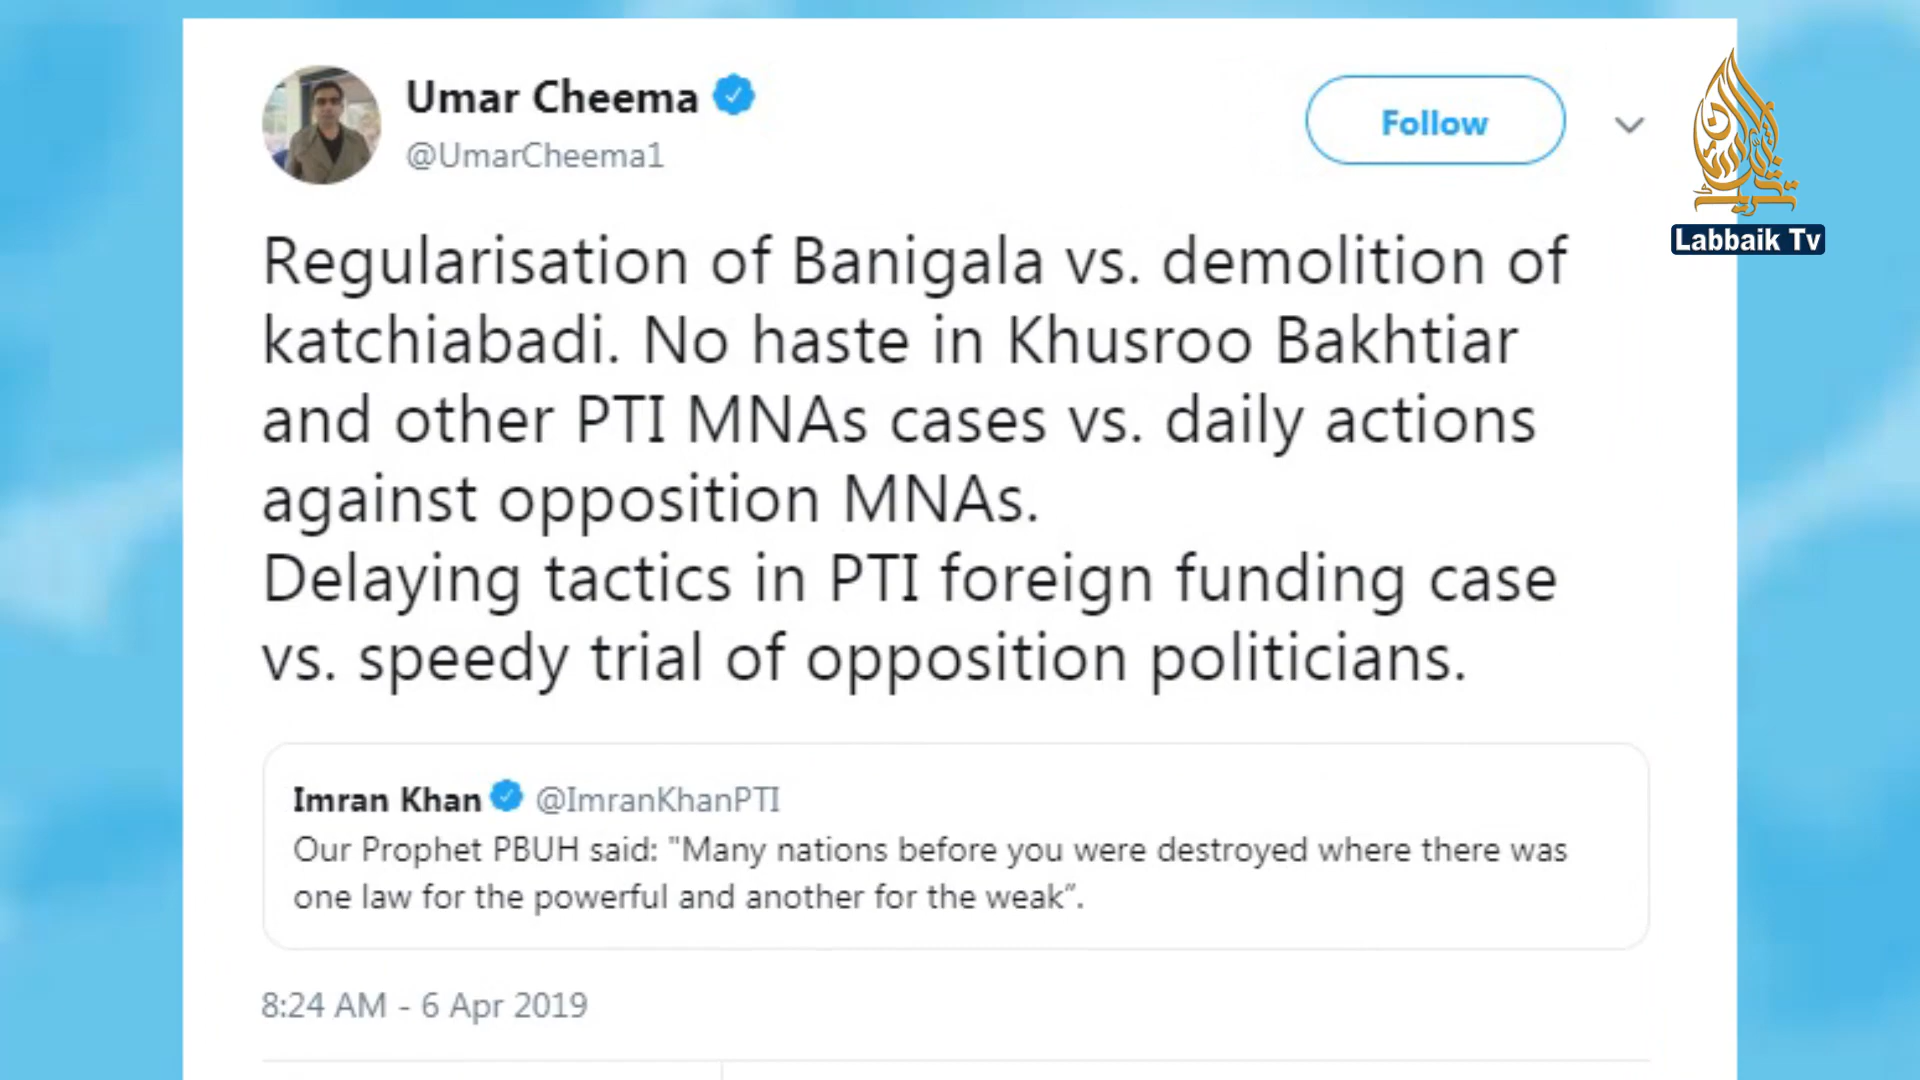 Umar Cheema
@UmarCheema1
Follow
Labbaik Tv
Regularisation of Banigala vs. demolition of
katchiabadi. No haste in Khusroo Bakhtiar
and other PTI MNAs cases vs. daily actions
against opposition MNAs.
Delaying tactics in PTI foreign funding case
vs. speedy trial of opposition politicians.
Imran Khan @ImranKhanPTI
Our Prophet PBUH said: "Many nations before you were destroyed where there was
one law for the powerful and another for the weak”.
8:24 AM - 6 Apr 2019